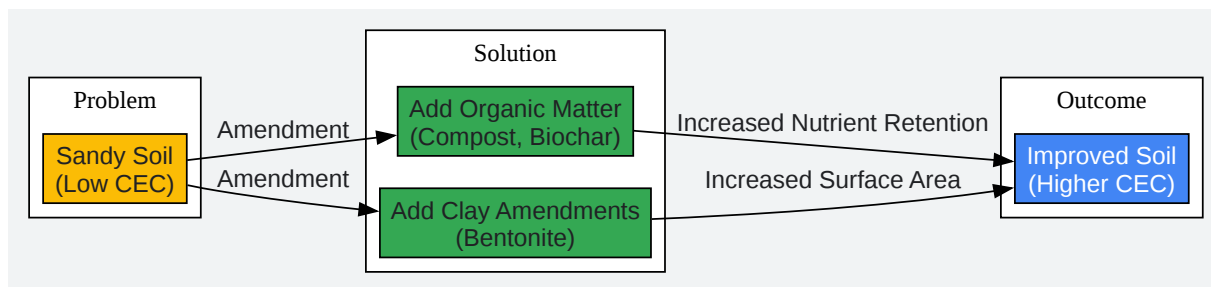 Problem
Sandy Soil
(Low CEC)
Amendment
Amendment
Solution
Add Organic Matter
(Compost, Biochar)
Add Clay Amendments
(Bentonite)
Increased Nutrient Retention
Increased Surface Area
Outcome
Improved Soil
(Higher CEC)